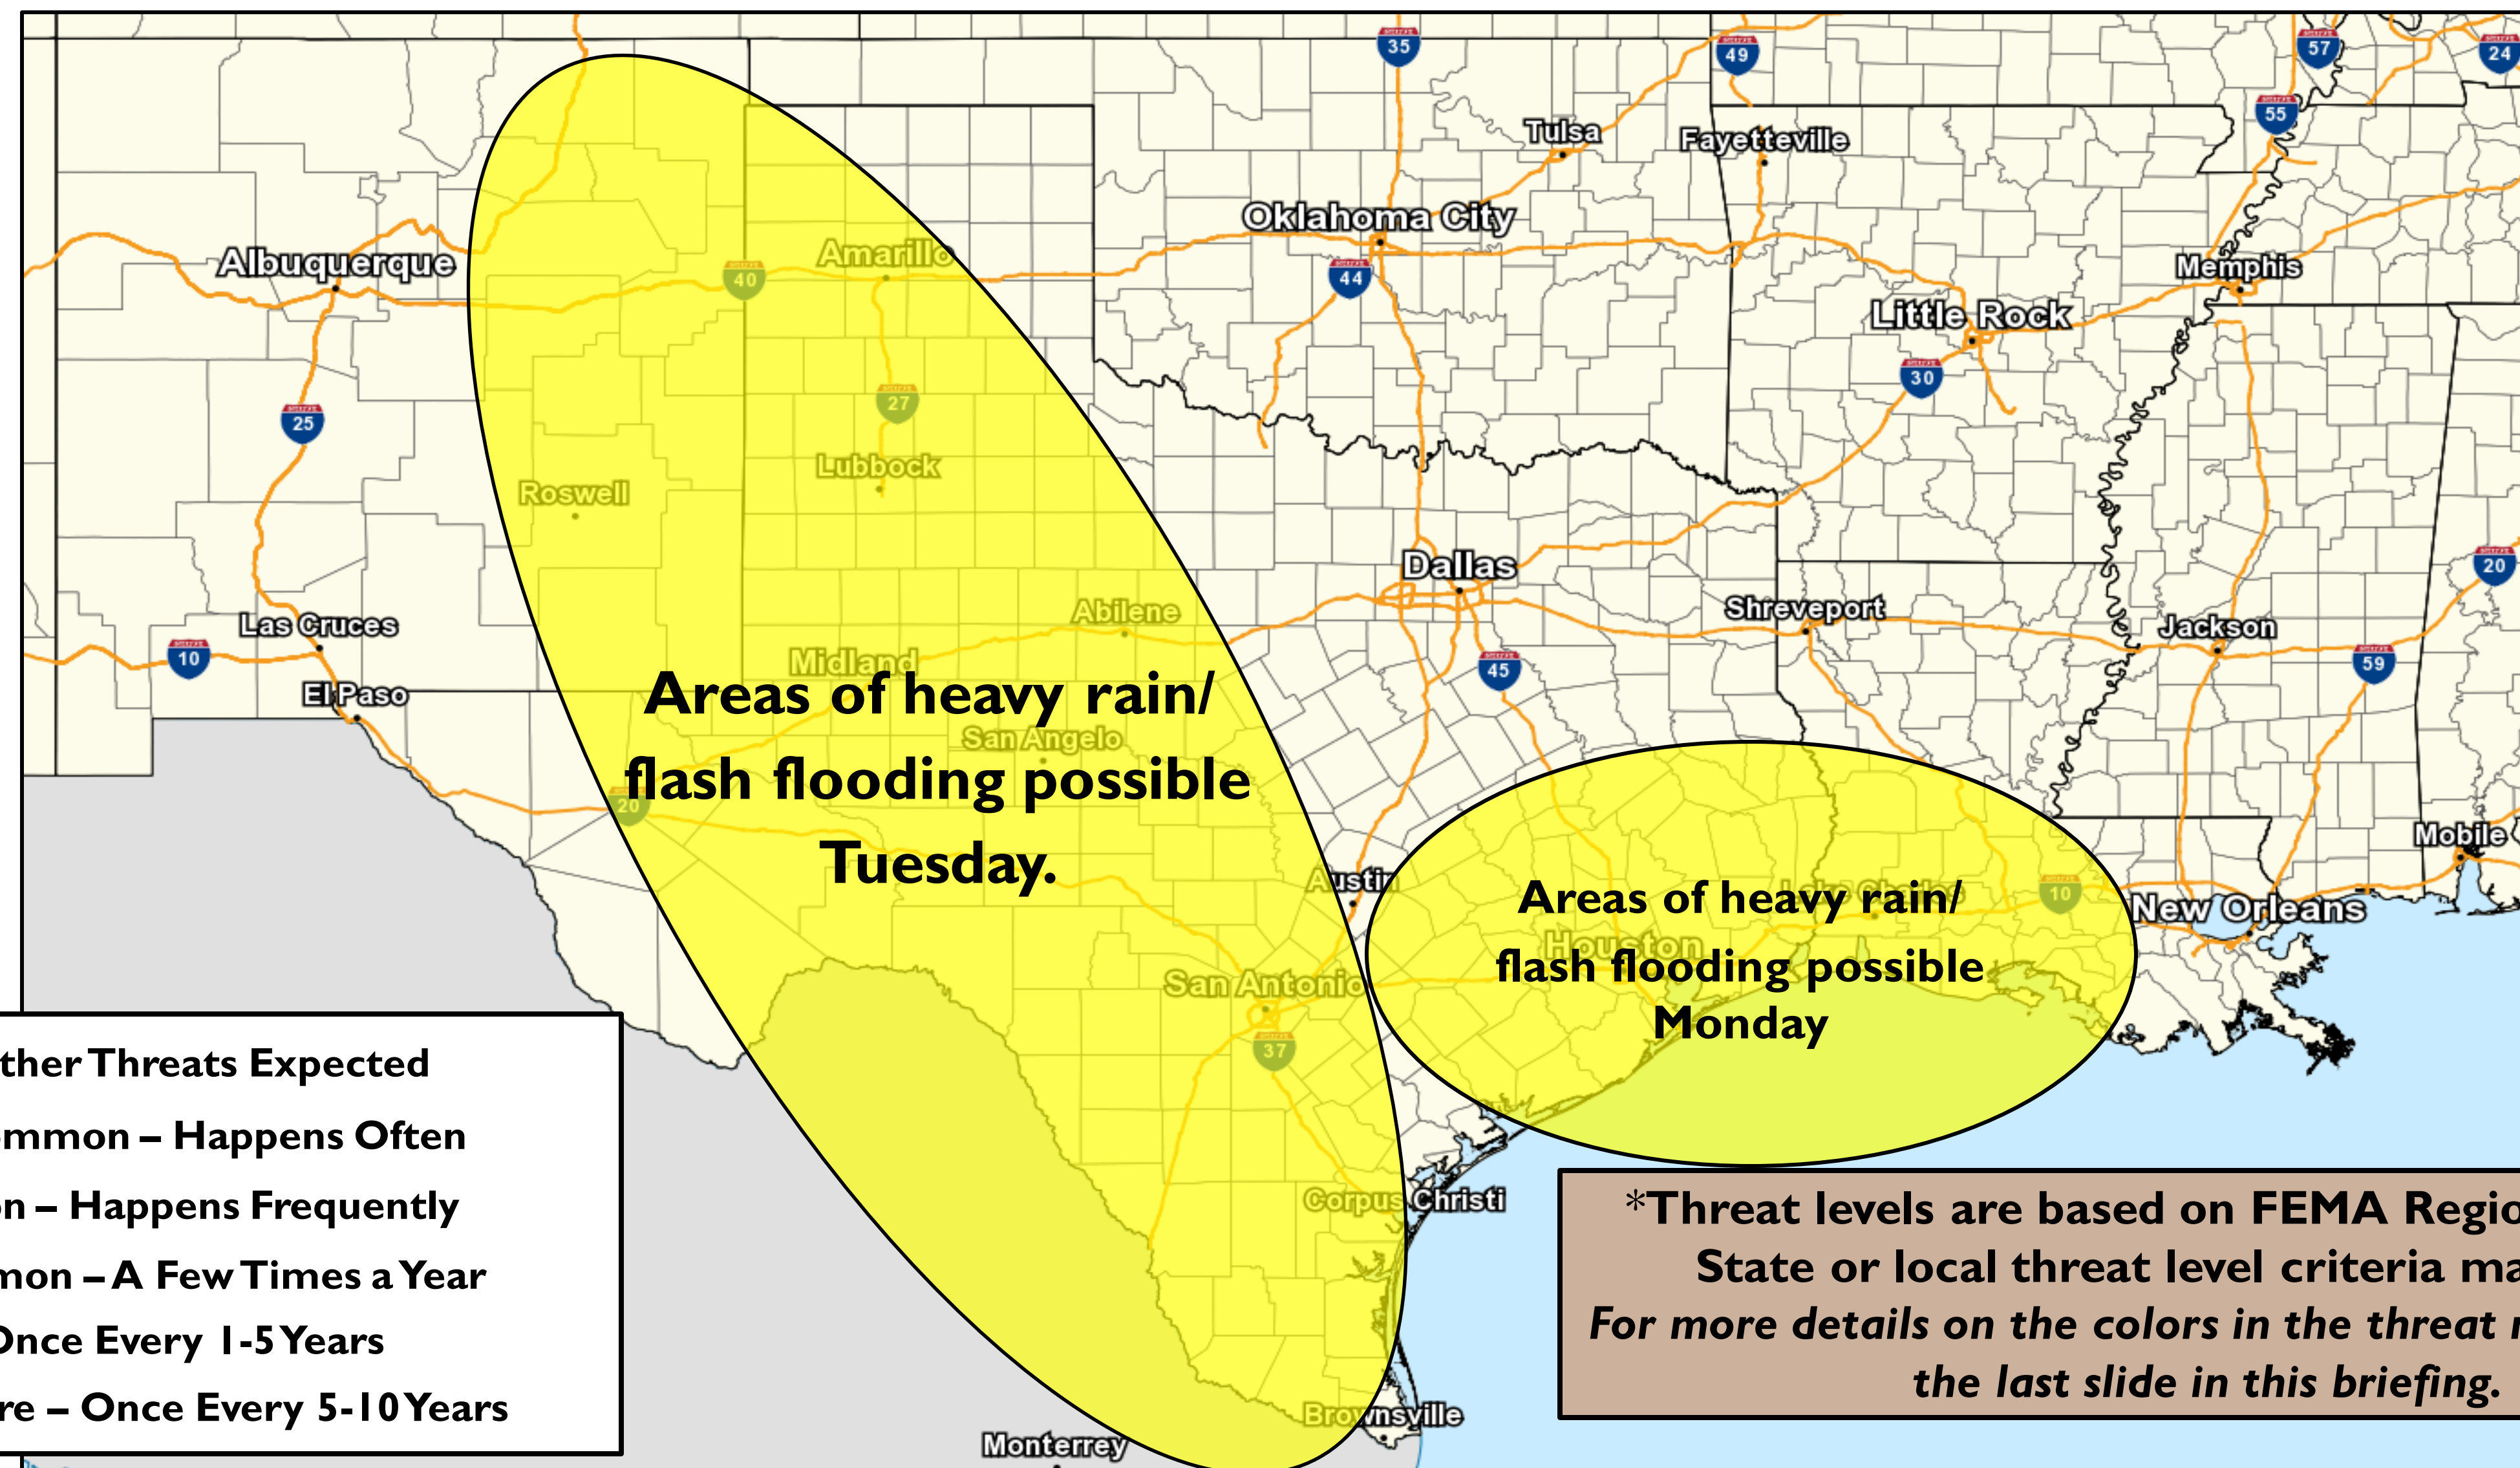 35
49
57
24
55
Tulsa
Fayetteville
Oklahoma City
Albuquerque
Amarillo
40
44
Memphis
Little Rock
30
27
25
Lubbock
Roswell
Dallas
20
Abilene
Shreveport
Las Cruces
Jackson
10
Midland
45
59
El Paso
Areas of heavy rain/
flash flooding possible
Tuesday.
San Angelo
20
Mobile
Austin
Lake Charles
10
New Orleans
Areas of heavy rain/
flash flooding possible
Monday
Houston
San Antonio
37
Corpus Christi
Brownsville
Monterrey
ther Threats Expected
mmon – Happens Often
n – Happens Frequently
mon – A Few Times a Year
Once Every 1-5 Years
re – Once Every 5-10 Years
*Threat levels are based on FEMA Regio
State or local threat level criteria ma
For more details on the colors in the threat
the last slide in this briefing.